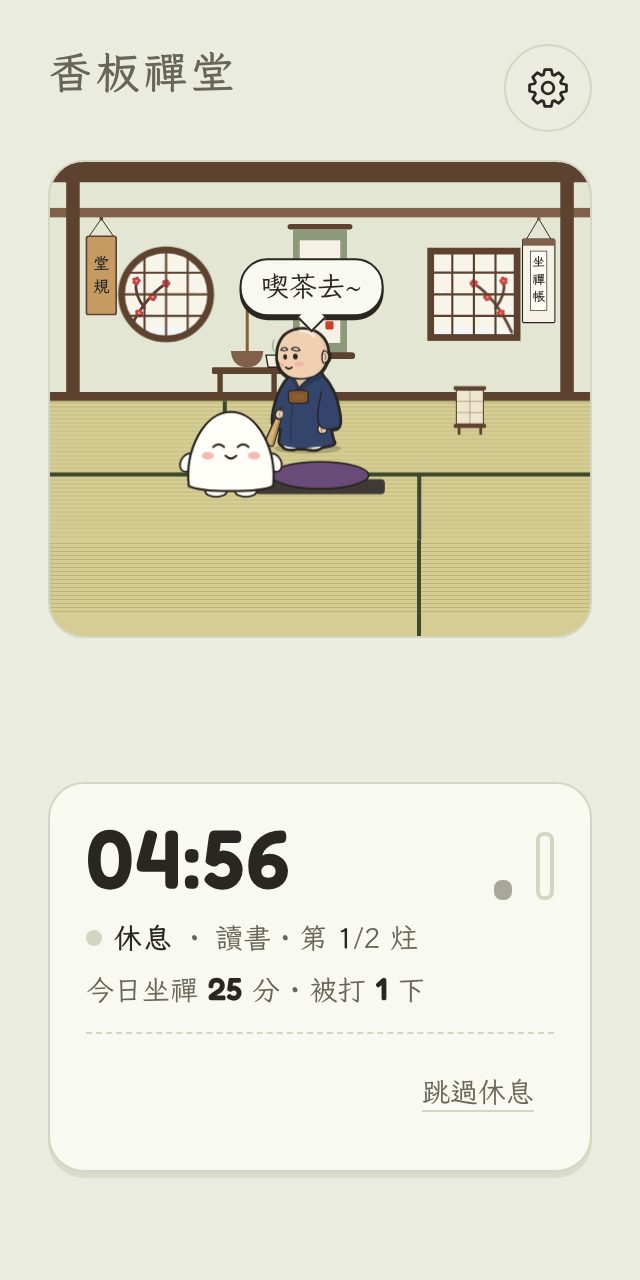 香板禪堂
堂規
喫茶去~
坐禪帳
04:56
休息 · 讀書 · 第 1/2 炷
今日坐禪 25 分 · 被打 1 下
跳過休息